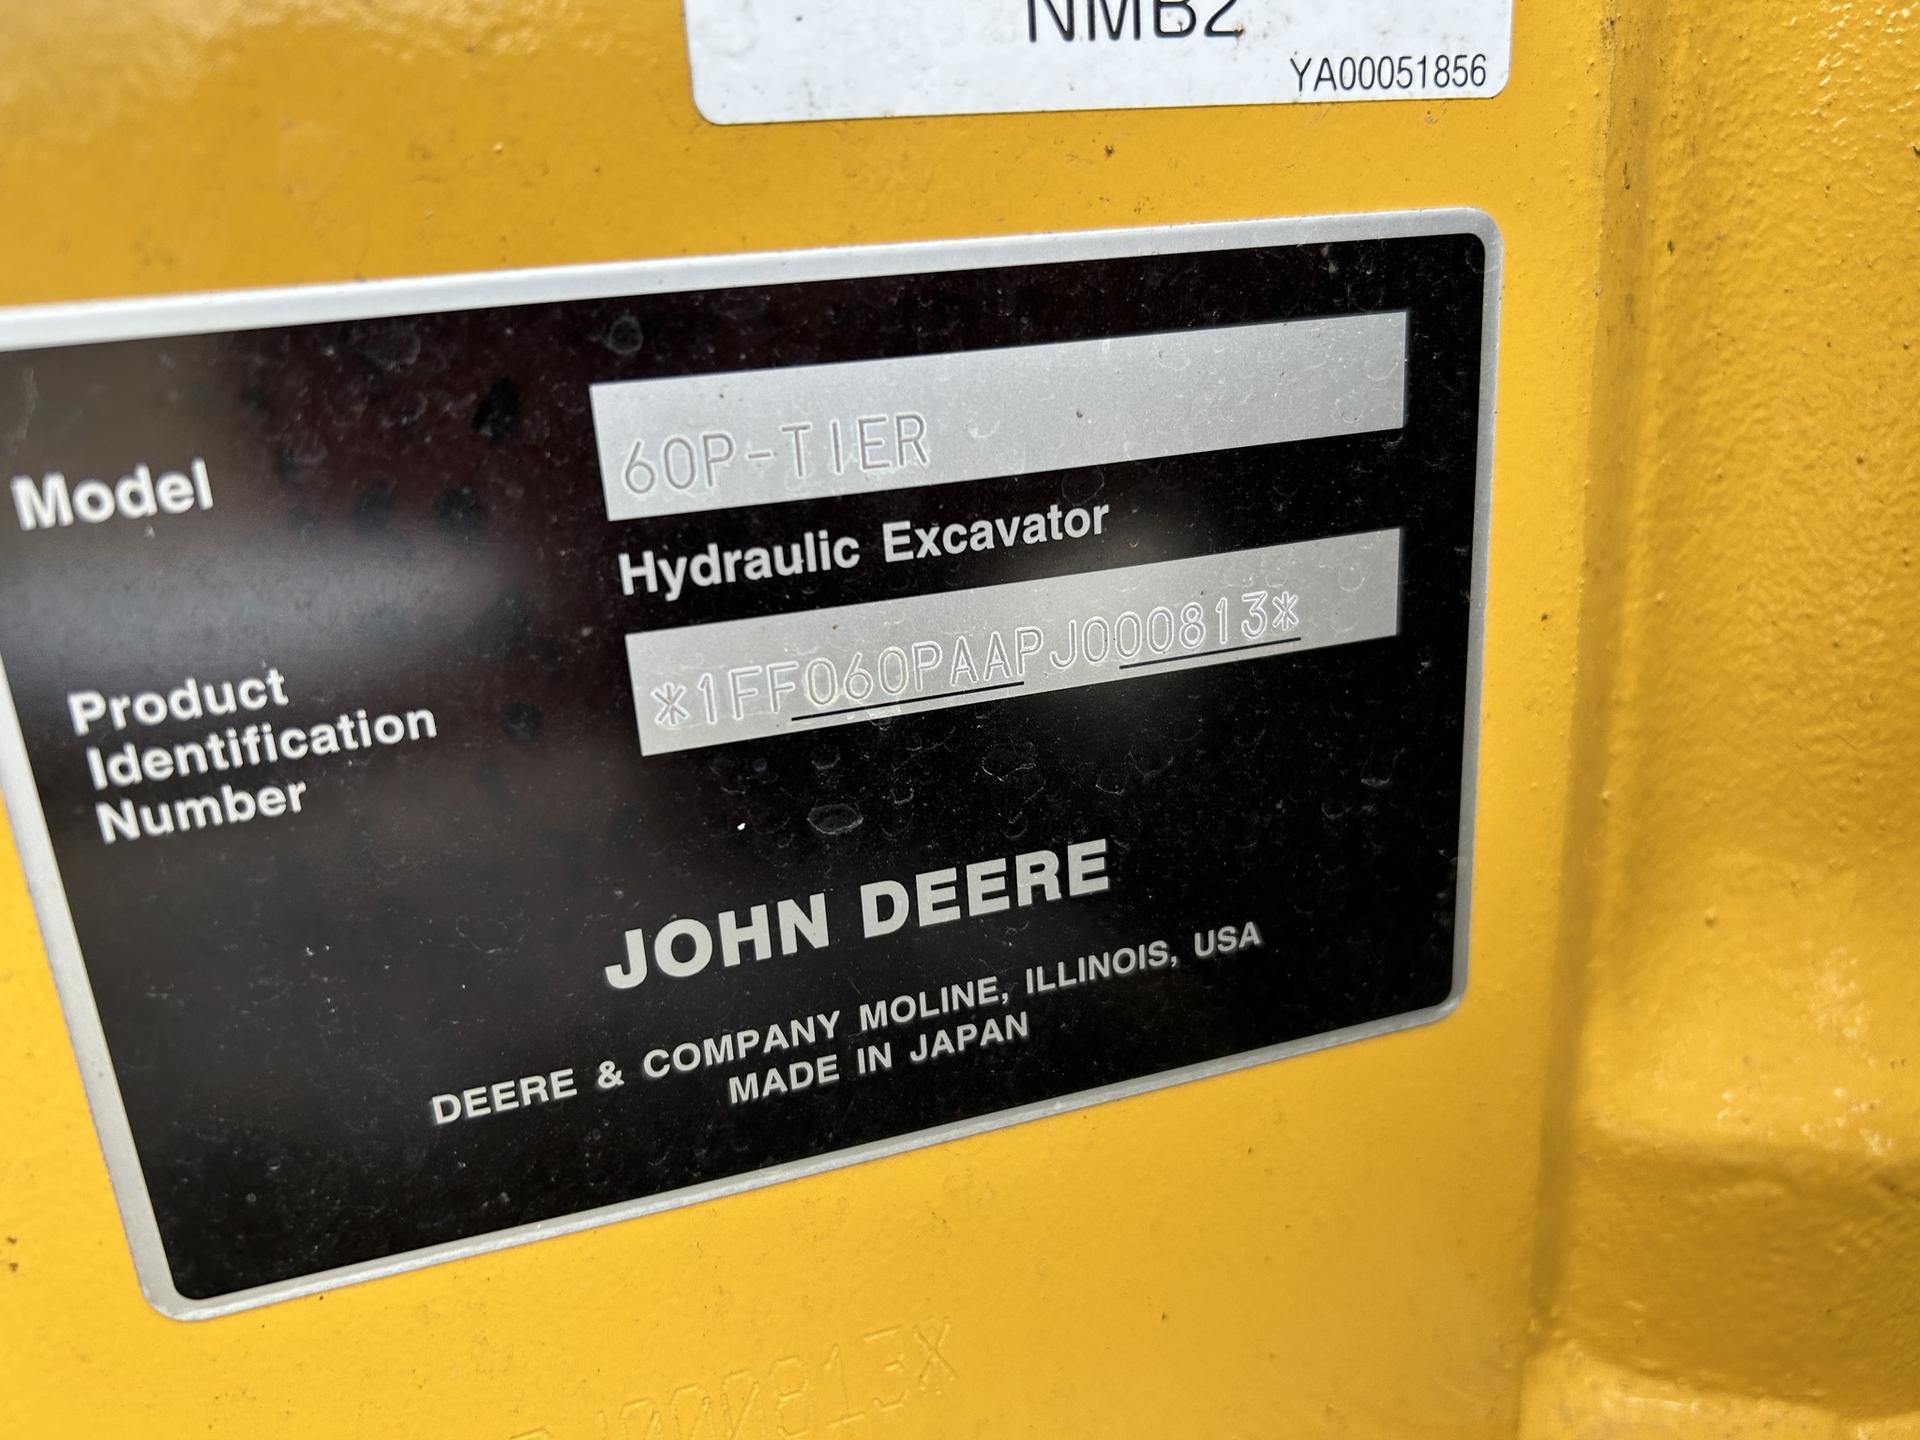 NMB2
YA00051856
Model
60P-TIER
Hydraulic Excavator
Product
Identification
Number
*1FF060PAAPJ000813*
JOHN DEERE
DEERE & COMPANY MOLINE, ILLINOIS, USA
MADE IN JAPAN
J000813*